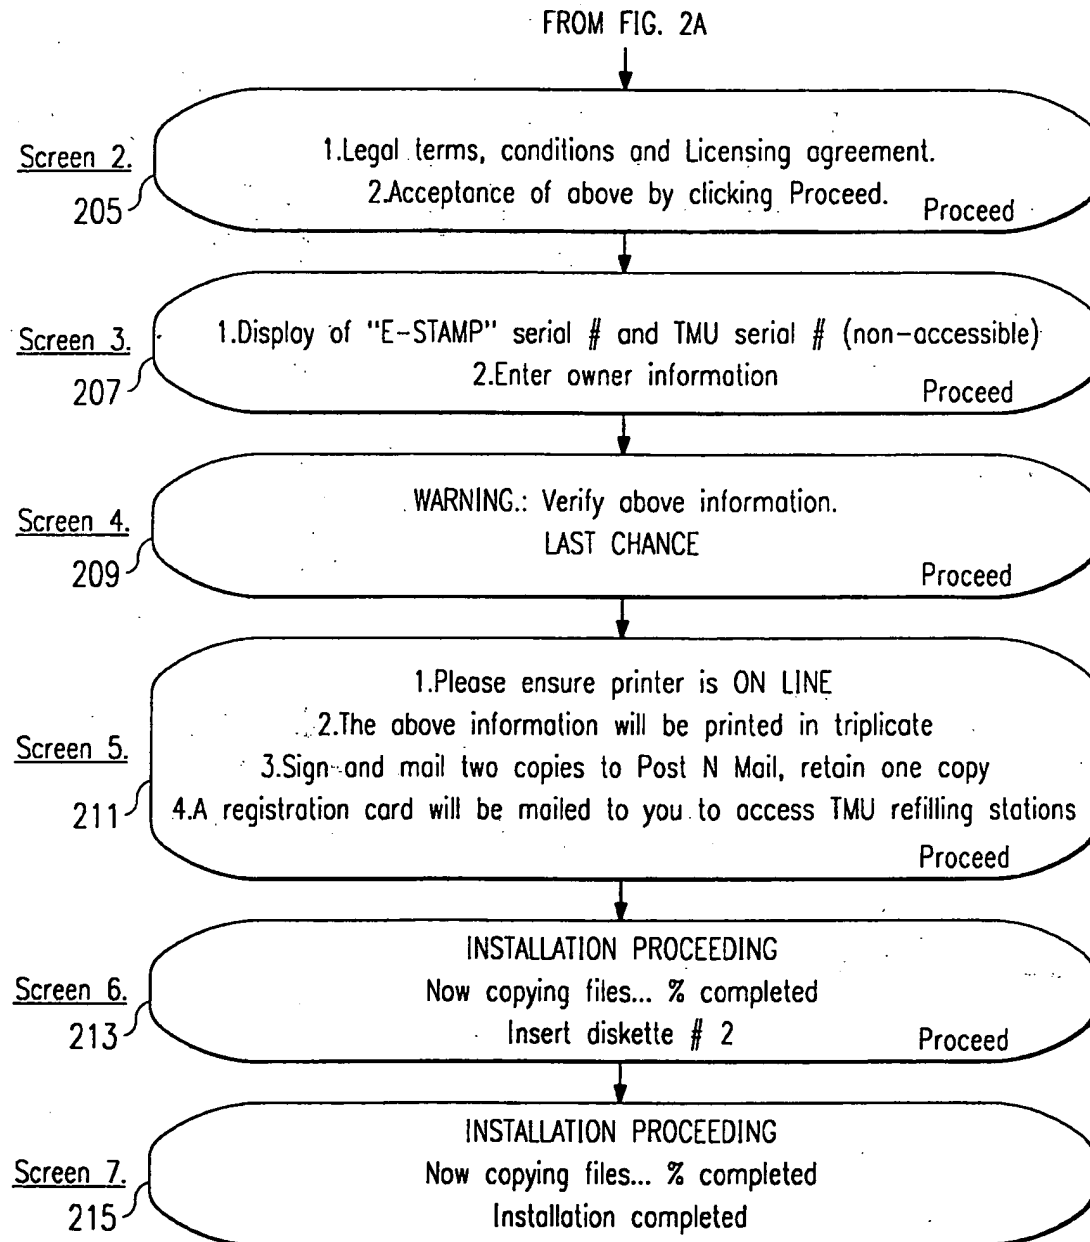 FROM FIG. 2A
Screen 2.
205
1.Legal terms, conditions and Licensing agreement.
2.Acceptance of above by clicking Proceed.
Proceed
Screen 3.
207
1.Display of "E-STAMP" serial # and TMU serial # (non-accessible)
2.Enter owner information
Proceed
Screen 4.
209
WARNING.: Verify above information.
LAST CHANCE
Proceed
Screen 5.
211
1.Please ensure printer is ON LINE
2.The above information will be printed in triplicate
3.Sign and mail two copies to Post N Mail, retain one copy
4.A registration card will be mailed to you to access TMU refilling stations
Proceed
Screen 6.
213
INSTALLATION PROCEEDING
Now copying files... % completed
Insert diskette # 2
Proceed
Screen 7.
215
INSTALLATION PROCEEDING
Now copying files... % completed
Installation completed